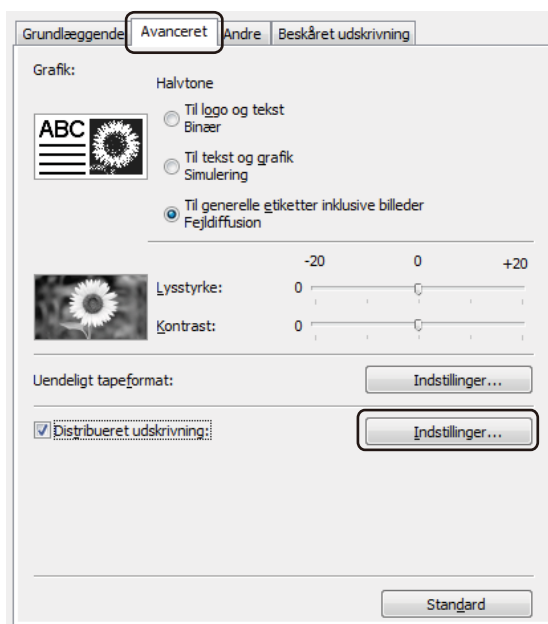 Grundlæggende Avanceret Andre Beskåret udskrivning
Grafik:
Halvtone
ABC
Til logo og tekst
Binær
Til tekst og grafik
Simulering
Til generelle etiketter inklusive billeder
Fejldiffusion
-20 0 +20
Lysstyrke: 0
Kontrast: 0
Uendeligt tapeformat: Indstillinger...
Distribueret udskrivning: Indstillinger...
Standard